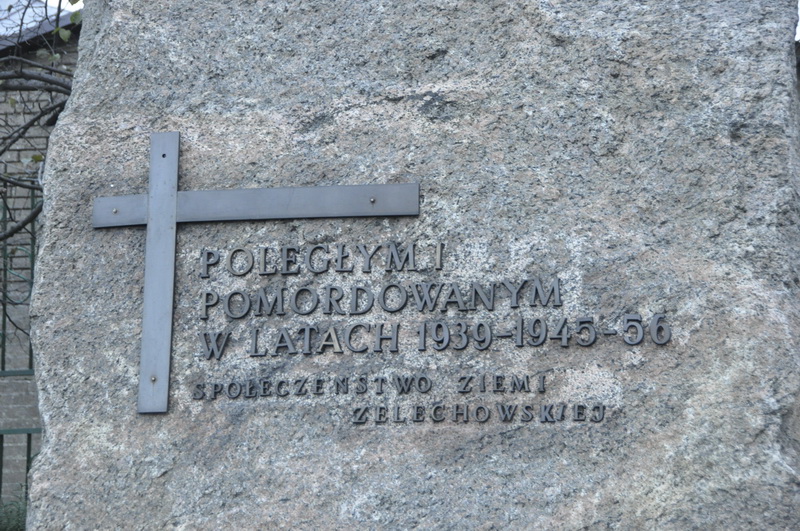 POLEGŁYM I
POMORDOWANYM
W LATACH 1939-1945-56
SPOŁECZEŃSTWO ZIEMI
ŻELECHOWSKIEJ